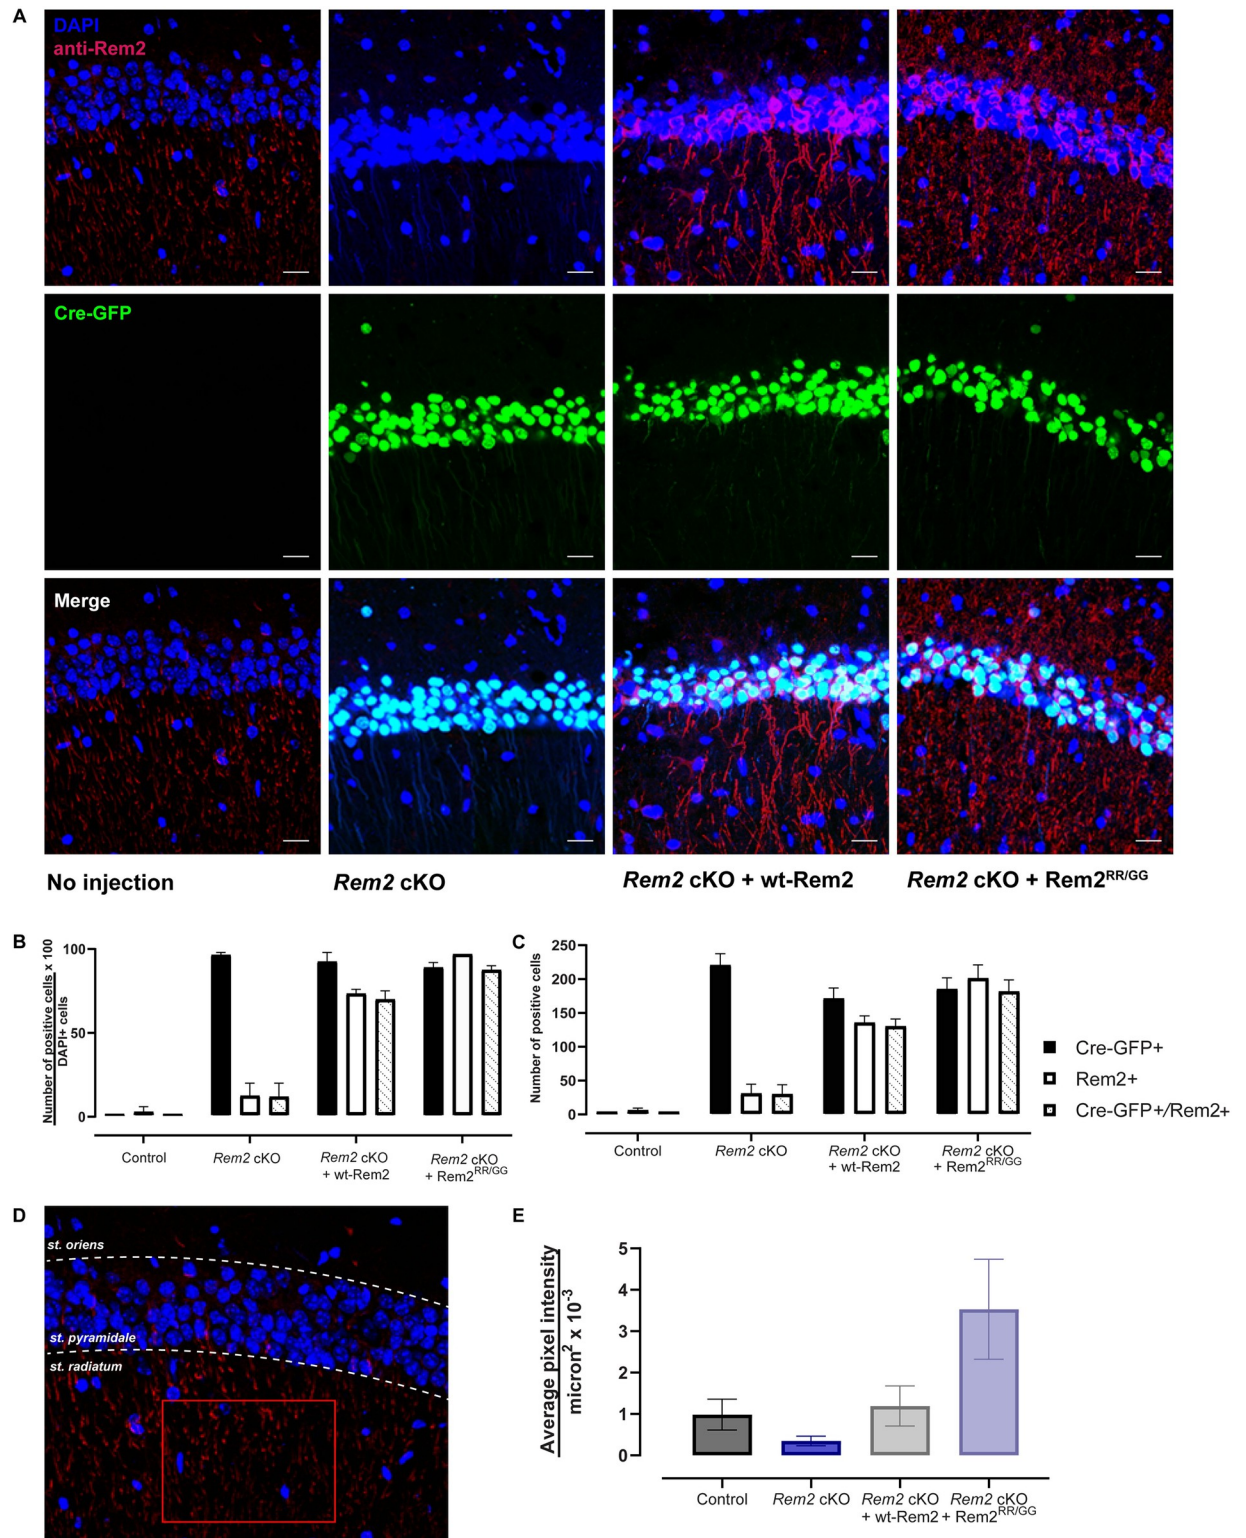 A
DAPI
anti-Rem2
Cre-GFP
Merge
No injection
Rem2 cKO
Rem2 cKO + wt-Rem2
Rem2 cKO + Rem2RR/GG
B
Number of positive cells x 100
DAPI+ cells
100
50
0
Control
Rem2 cKO
Rem2 cKO
+ wt-Rem2
Rem2 cKO
+ Rem2RR/GG
C
Number of positive cells
250
200
150
100
50
0
Control
Rem2 cKO
Rem2 cKO
+ wt-Rem2
Rem2 cKO
+ Rem2RR/GG
Cre-GFP+
Rem2+
Cre-GFP+/Rem2+
D
st. oriens
st. pyramidale
st. radiatum
E
Average pixel intensity
micron2 x 10-3
5
4
3
2
1
0
Control
Rem2 cKO
Rem2 cKO
+ wt-Rem2
Rem2 cKO
+ Rem2RR/GG